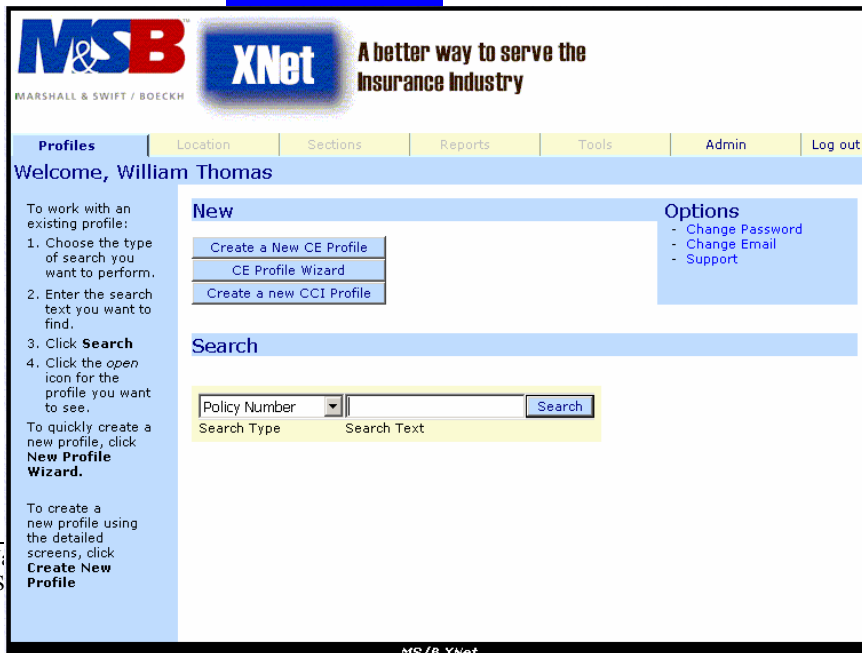 M&SB
MARSHALL & SWIFT / BOECKH
XNet
A better way to serve the
Insurance Industry
Profiles Location Sections Reports Tools Admin Log out
Welcome, William Thomas
To work with an
existing profile:
1. Choose the type
of search you
want to perform.
2. Enter the search
text you want to
find.
3. Click Search
4. Click the open
icon for the
profile you want
to see.
To quickly create a
new profile, click
New Profile
Wizard.
To create a
new profile using
the detailed
screens, click
Create New
Profile
New
Create a New CE Profile
CE Profile Wizard
Create a new CCI Profile
Options
- Change Password
- Change Email
- Support
Search
Policy Number
Search
Search Type Search Text
MS/B XNet